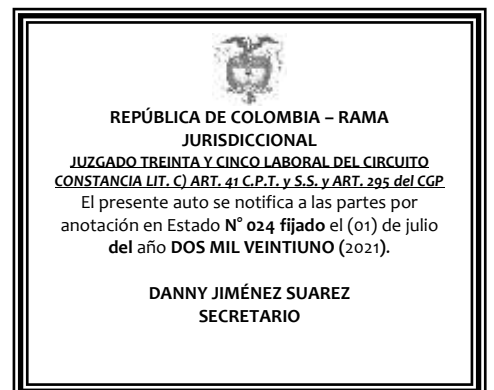 REPÚBLICA DE COLOMBIA – RAMA
JURISDICCIONAL
JUZGADO TREINTA Y CINCO LABORAL DEL CIRCUITO
CONSTANCIA LIT. C) ART. 41 C.P.T. y S.S. y ART. 295 del CGP
El presente auto se notifica a las partes por
anotación en Estado N° 024 fijado el (01) de julio
del año DOS MIL VEINTIUNO (2021).
DANNY JIMÉNEZ SUAREZ
SECRETARIO